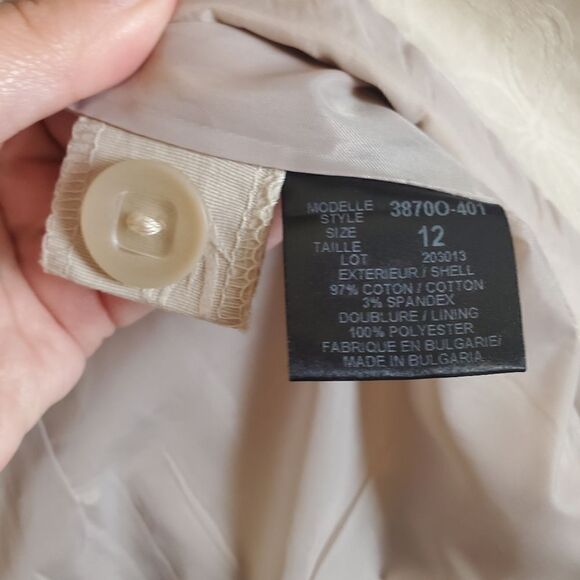 MODELLE
STYLE 3870O-401
SIZE
TAILLE 12
LOT 203013
EXTERIEUR / SHELL
97% COTON / COTTON
3% SPANDEX
DOUBLURE / LINING
100% POLYESTER
FABRIQUE EN BULGARIE/
MADE IN BULGARIA